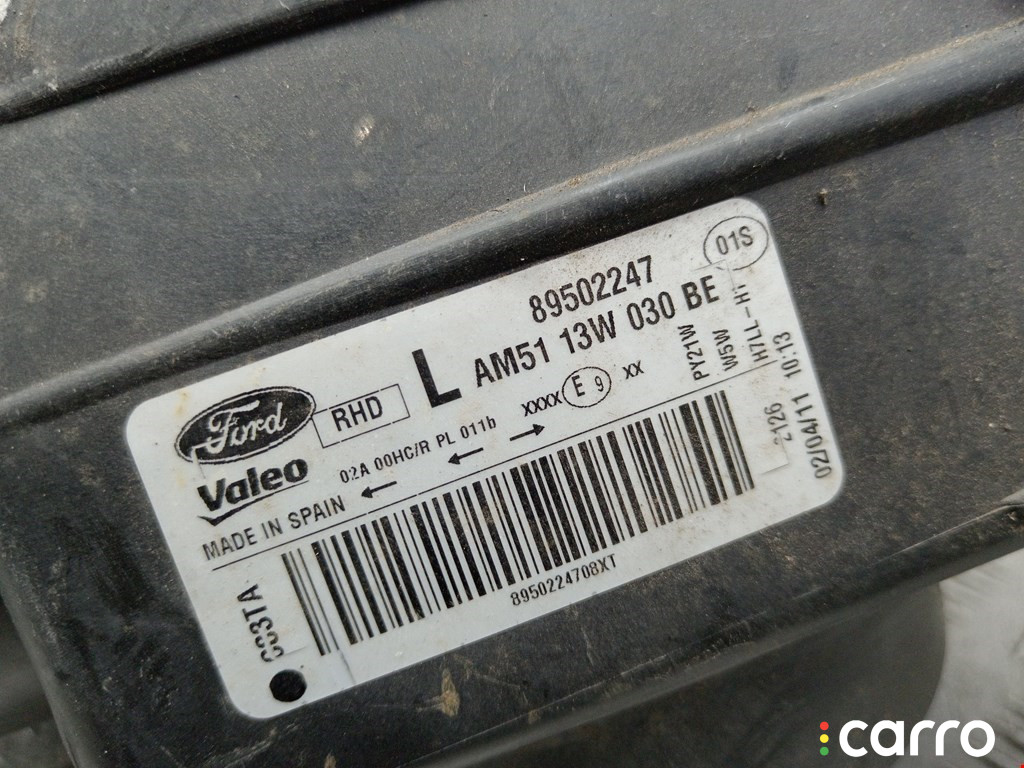 01S
89502247
L AM51 13W 030 BE
Ford
RHD
XXXX E 9 XX
PY21W
W5W
H7LL-H1
Valeo
02A 00HC/R PL 011b
MADE IN SPAIN
2126
02/04/11 10:13
8950224708XT
carro